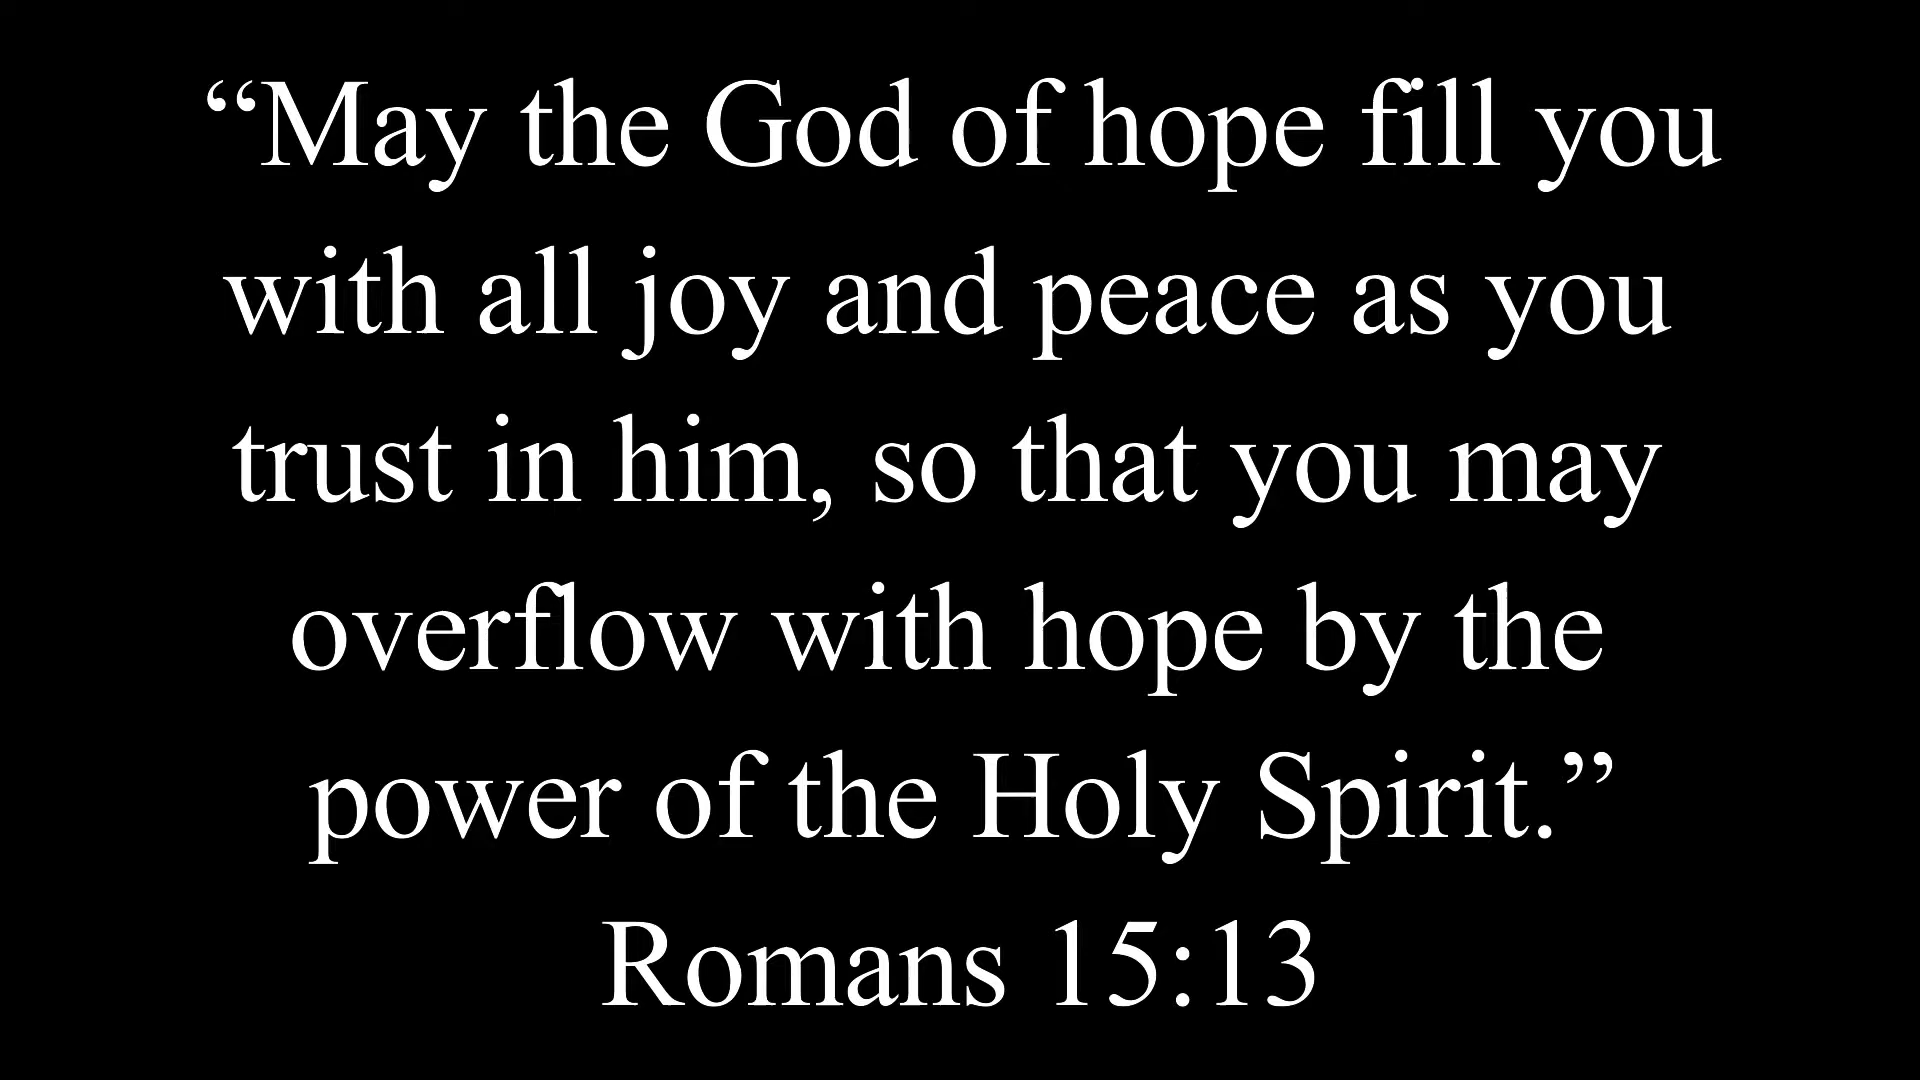 “May the God of hope fill you
with all joy and peace as you
trust in him, so that you may
overflow with hope by the
power of the Holy Spirit.”
Romans 15:13